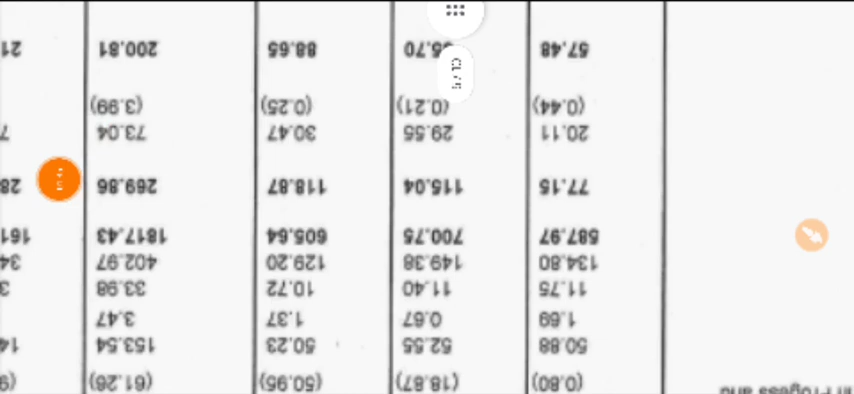 in Progess and (0.80) (18.87) (50.95) (61.26)
50.88 52.55 50.23 153.54
1.69 0.67 1.37 3.47
11.75 11.40 10.72 33.98
134.80 149.38 129.20 402.97
587.97 700.75 605.64 1817.43
77.15 115.04 118.87 269.86
20.11 29.55 30.47 73.04
(0.44) (0.21) (0.25) (3.99)
57.48 88.65 200.81